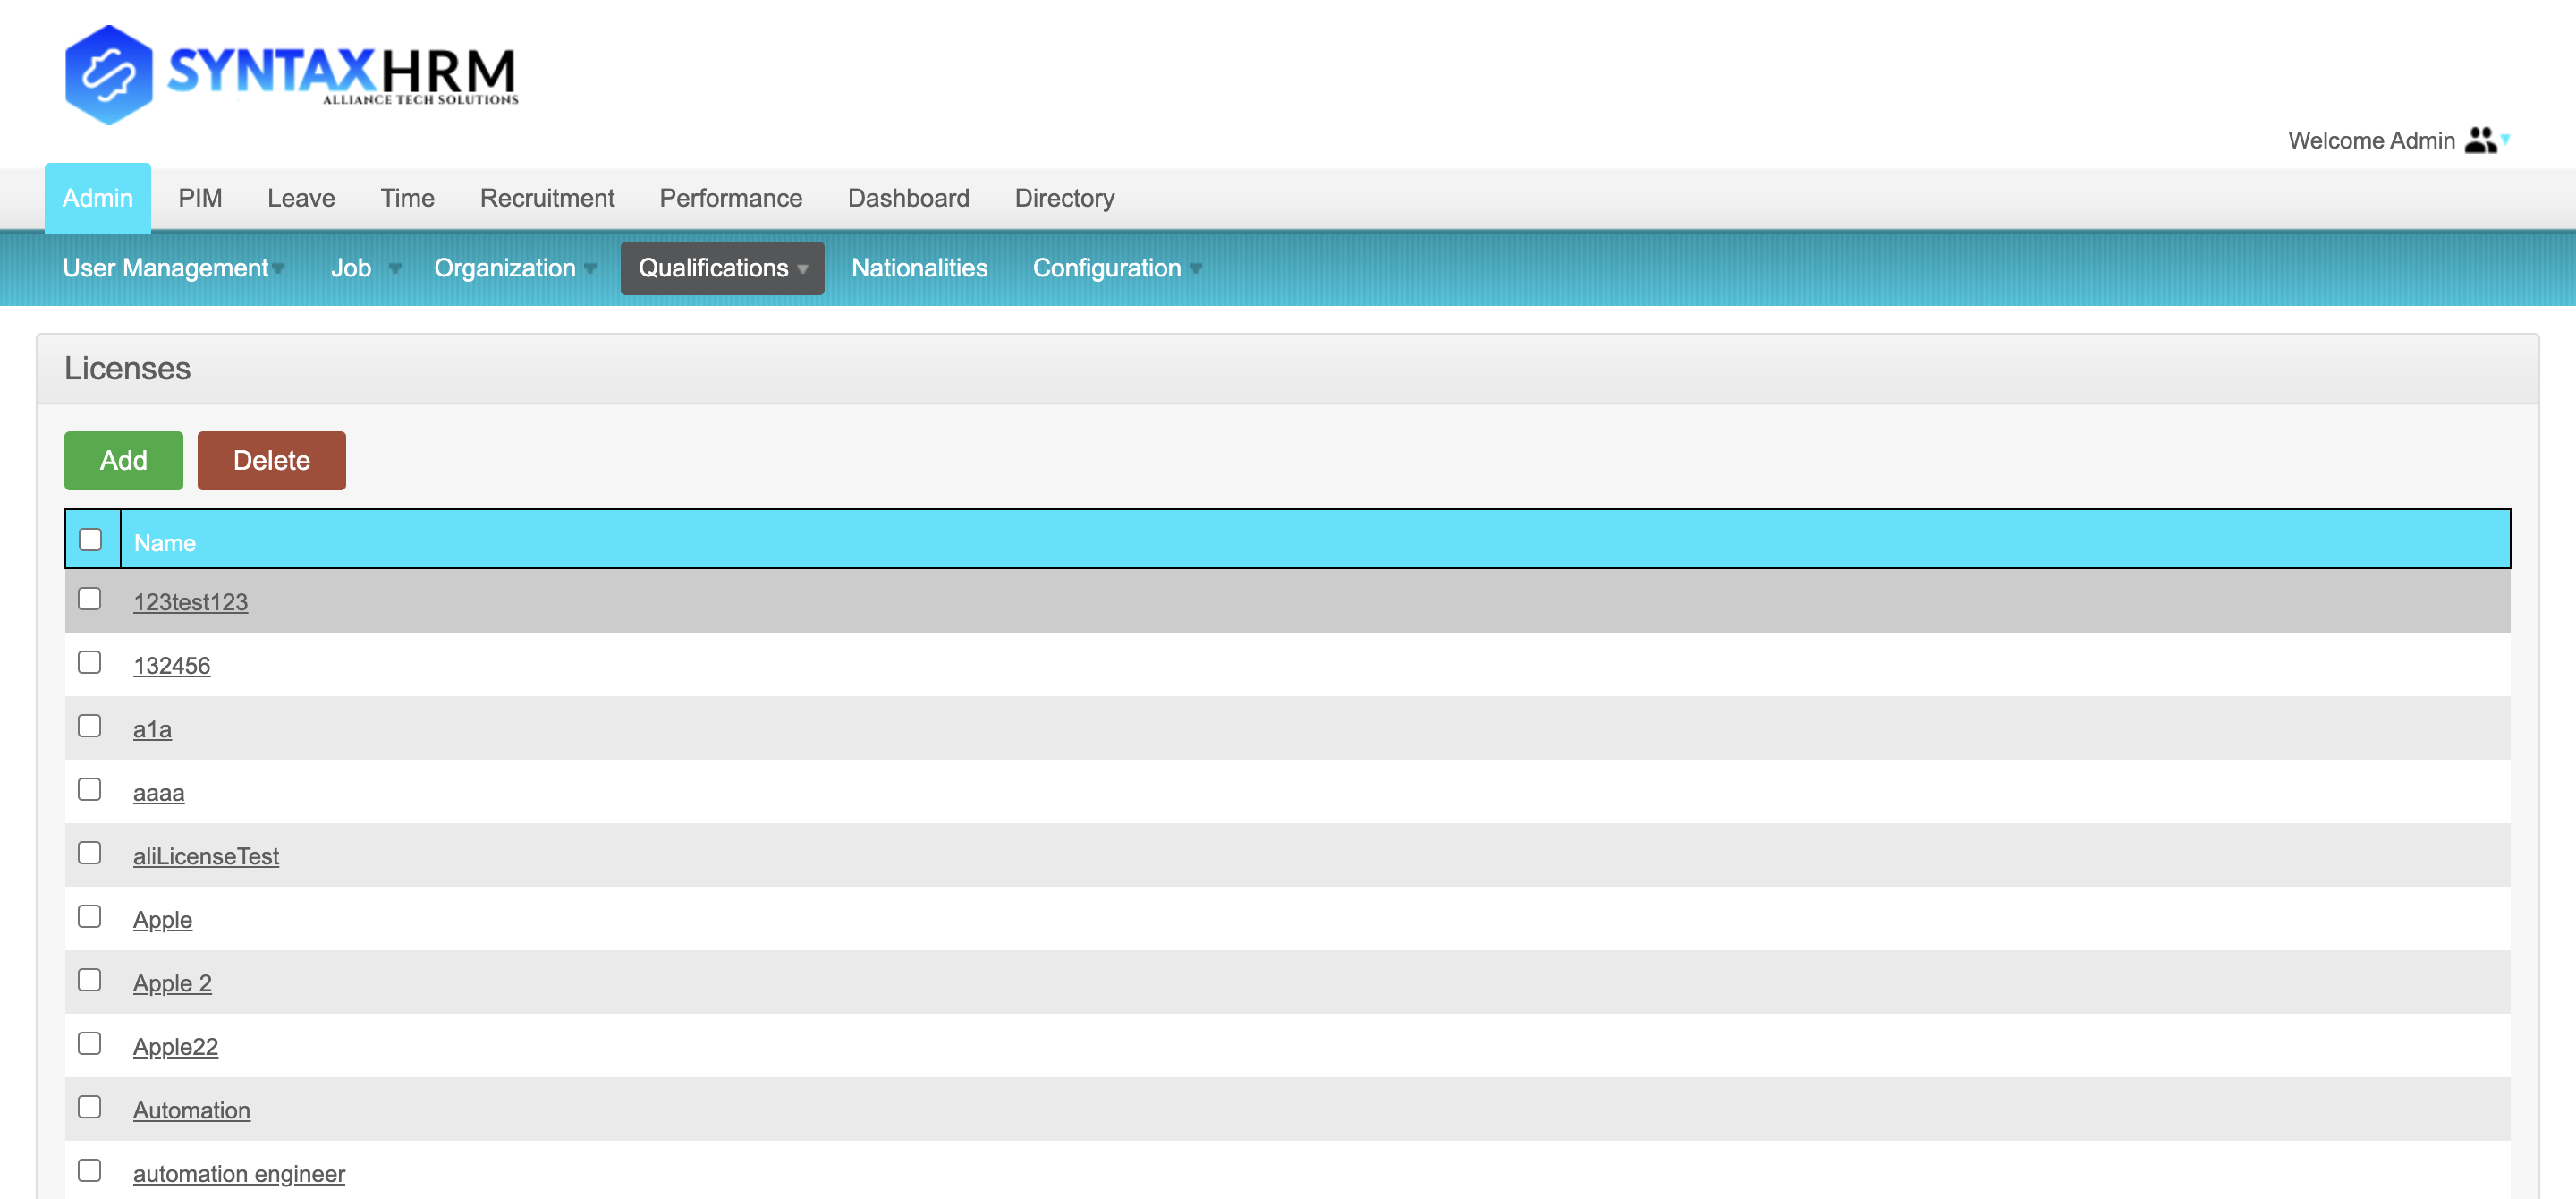 SYNTAXHRM
ALLIANCE TECH SOLUTIONS
Welcome Admin
Admin PIM Leave Time Recruitment Performance Dashboard Directory
User Management Job Organization Qualifications Nationalities Configuration
Licenses
Add Delete
Name
123test123
132456
a1a
aaaa
aliLicenseTest
Apple
Apple 2
Apple22
Automation
automation engineer